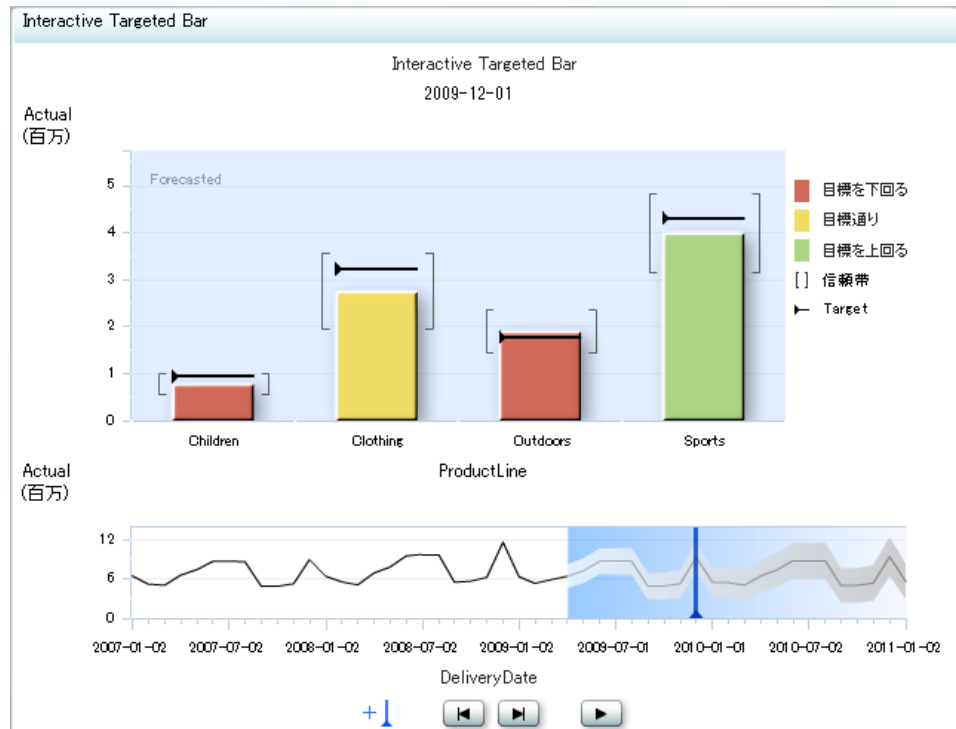 Interactive Targeted Bar
Interactive Targeted Bar
2009-12-01
Actual
(百万)
5
4
3
2
1
0
Forecasted
Children
Clothing
Outdoors
Sports
ProductLine
目標を下回る
目標通り
目標を上回る
[ ] 信頼帯
Target
Actual
(百万)
12
6
0
2007-01-02
2007-07-02
2008-01-02
2008-07-02
2009-01-02
2009-07-01
2010-01-01
2010-07-02
2011-01-02
DeliveryDate
+